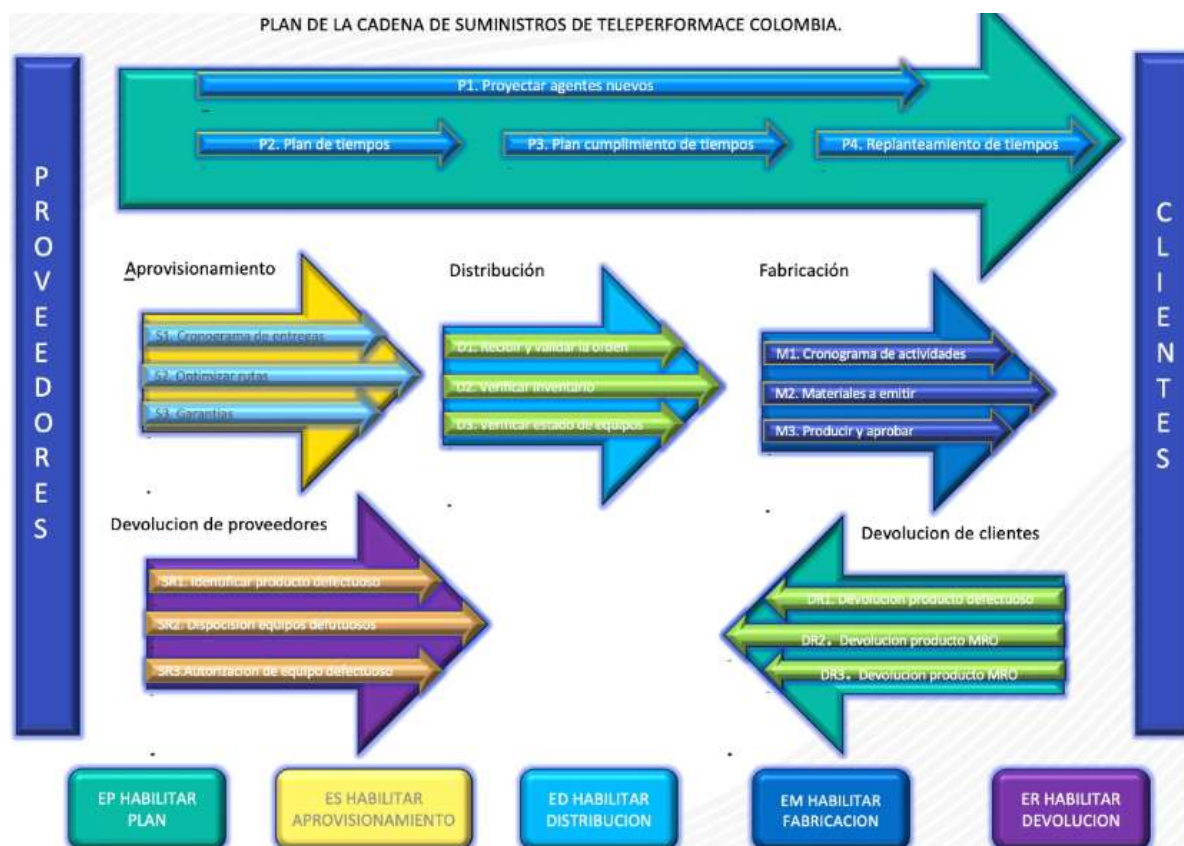 PLAN DE LA CADENA DE SUMINISTROS DE TELEPERFORMACE COLOMBIA.
PROVEEDORES
P1. Proyectar agentes nuevos
P2. Plan de tiempos
P3. Plan cumplimiento de tiempos
P4. Replanteamiento de tiempos
CLIENTES
Aprovisionamiento
S1. Cronograma de entregas
S2. Optimizar rutas
S3. Garantias
Distribución
D1. Recibir y validar la orden
D2. Verificar inventario
D3. Verificar estado de equipos
Fabricación
M1. Cronograma de actividades
M2. Materiales a emitir
M3. Producir y aprobar
Devolucion de proveedores
SR1. Identificar producto defectuoso
SR2. Disposición equipos defutuosos
SR3.Autorizacion de equipo defectuoso
Devolucion de clientes
DR1. Devolucion producto defectuoso
DR2. Devolucion producto MRO
DR3. Devolucion producto MRO
EP HABILITAR
PLAN
ES HABILITAR
APROVISIONAMIENTO
ED HABILITAR
DISTRIBUCION
EM HABILITAR
FABRICACION
ER HABILITAR
DEVOLUCION